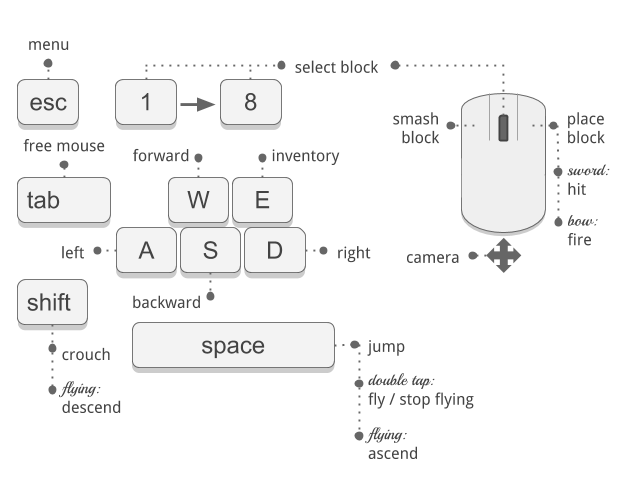 menu
esc
1
8
select block
smash
block
place
block
sword:
hit
bow:
fire
camera
free mouse
tab
forward
inventory
W
E
left
A
S
D
right
backward
shift
crouch
flying:
descend
space
jump
double tap:
fly / stop flying
flying:
ascend